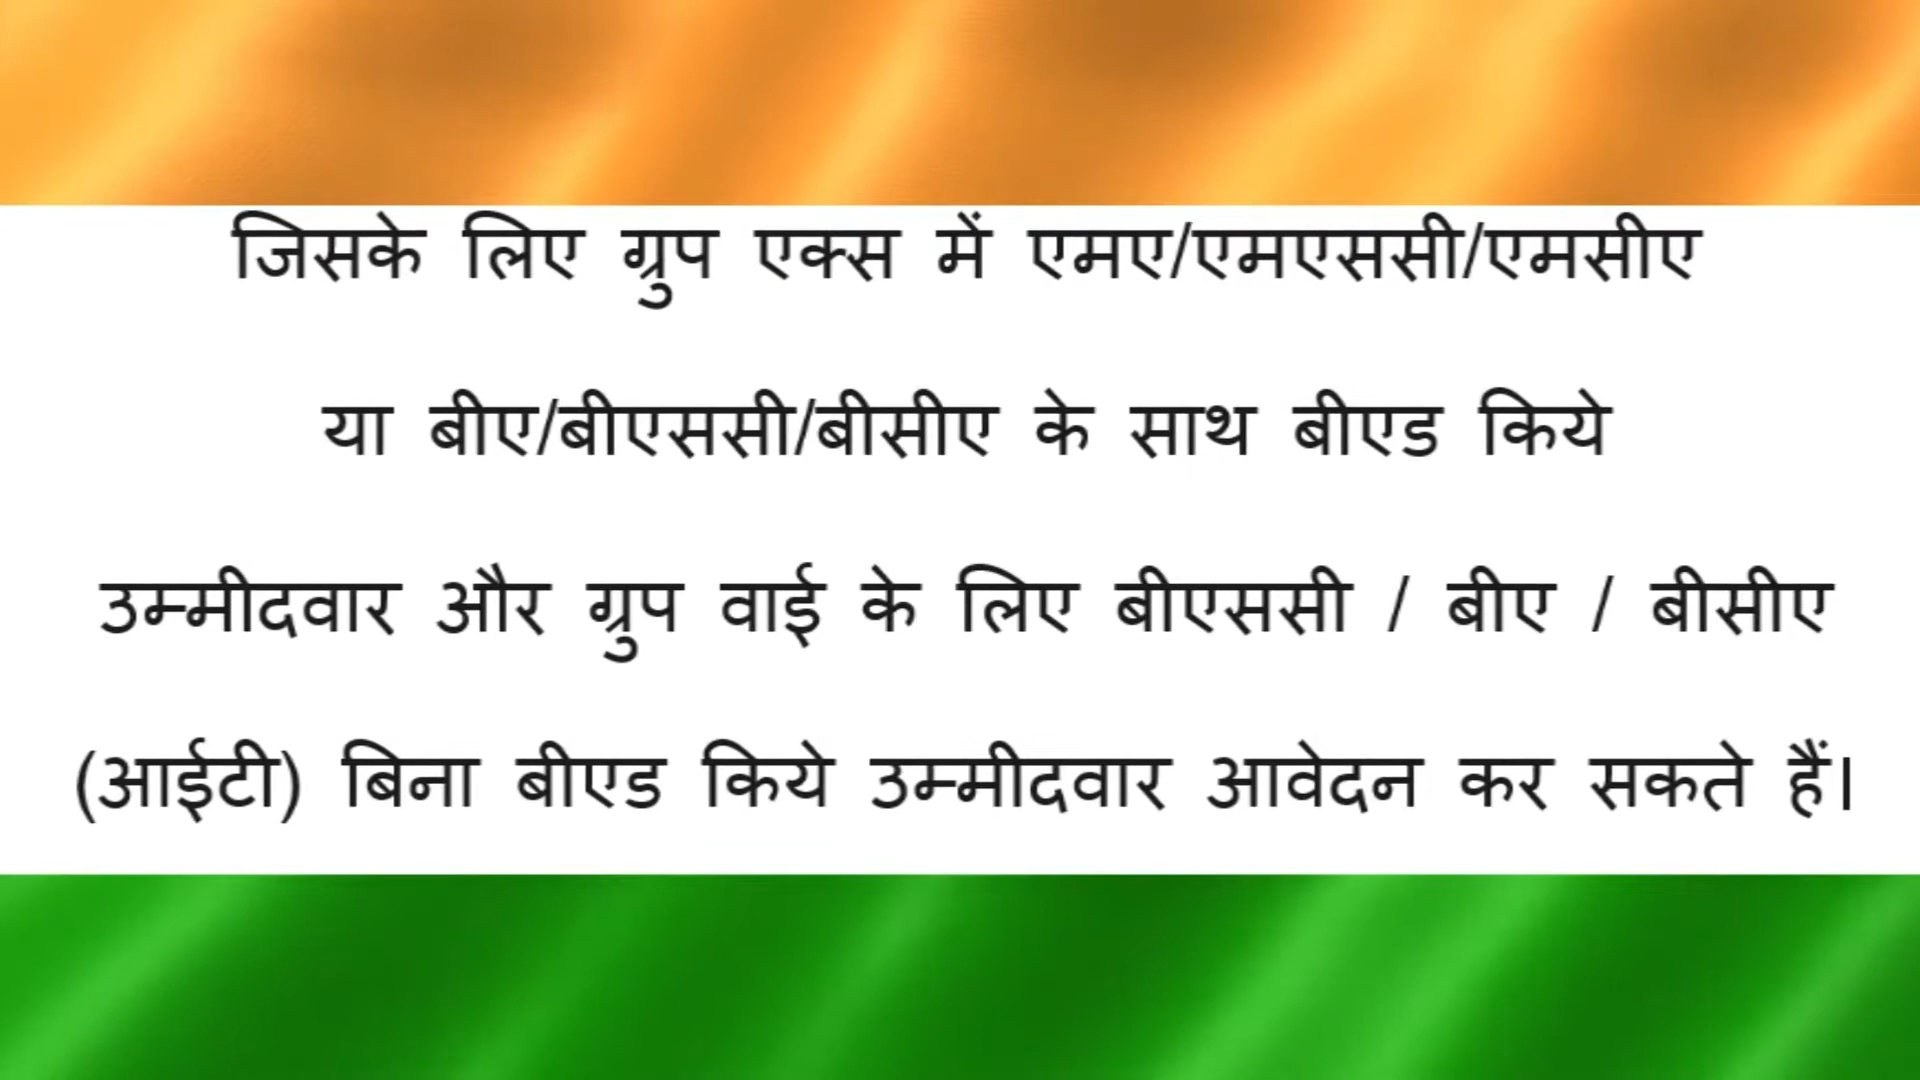 जिसके लिए ग्रुप एक्स में एमए/एमएससी/एमसीए
या बीए/बीएससी/बीसीए के साथ बीएड किये
उम्मीदवार और ग्रुप वाई के लिए बीएससी / बीए / बीसीए
(आईटी) बिना बीएड किये उम्मीदवार आवेदन कर सकते हैं।